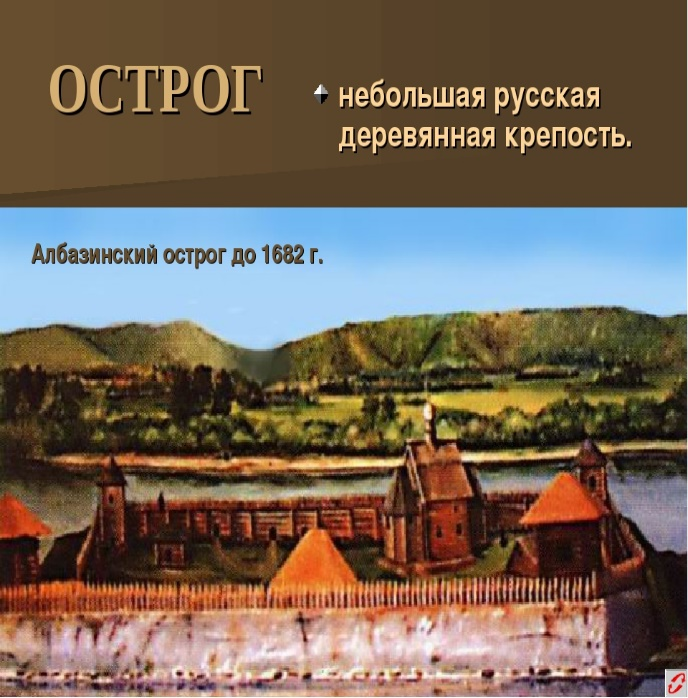 ОСТРОГ
небольшая русская
деревянная крепость.
Албазинский острог до 1682 г.